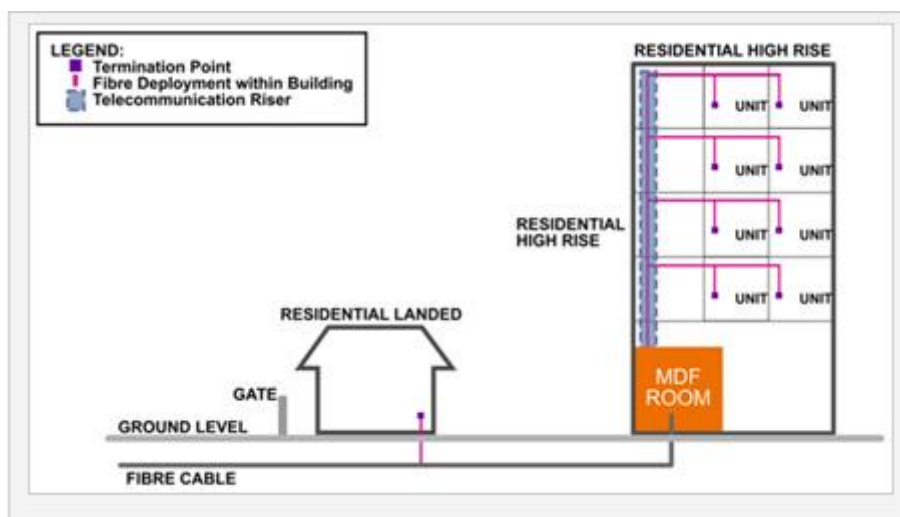 LEGEND:
Termination Point
Fibre Deployment within Building
Telecommunication Riser
RESIDENTIAL HIGH RISE
UNIT UNIT
UNIT UNIT
RESIDENTIAL
HIGH RISE
UNIT UNIT
UNIT UNIT
RESIDENTIAL LANDED
MDF
ROOM
GATE
GROUND LEVEL
FIBRE CABLE